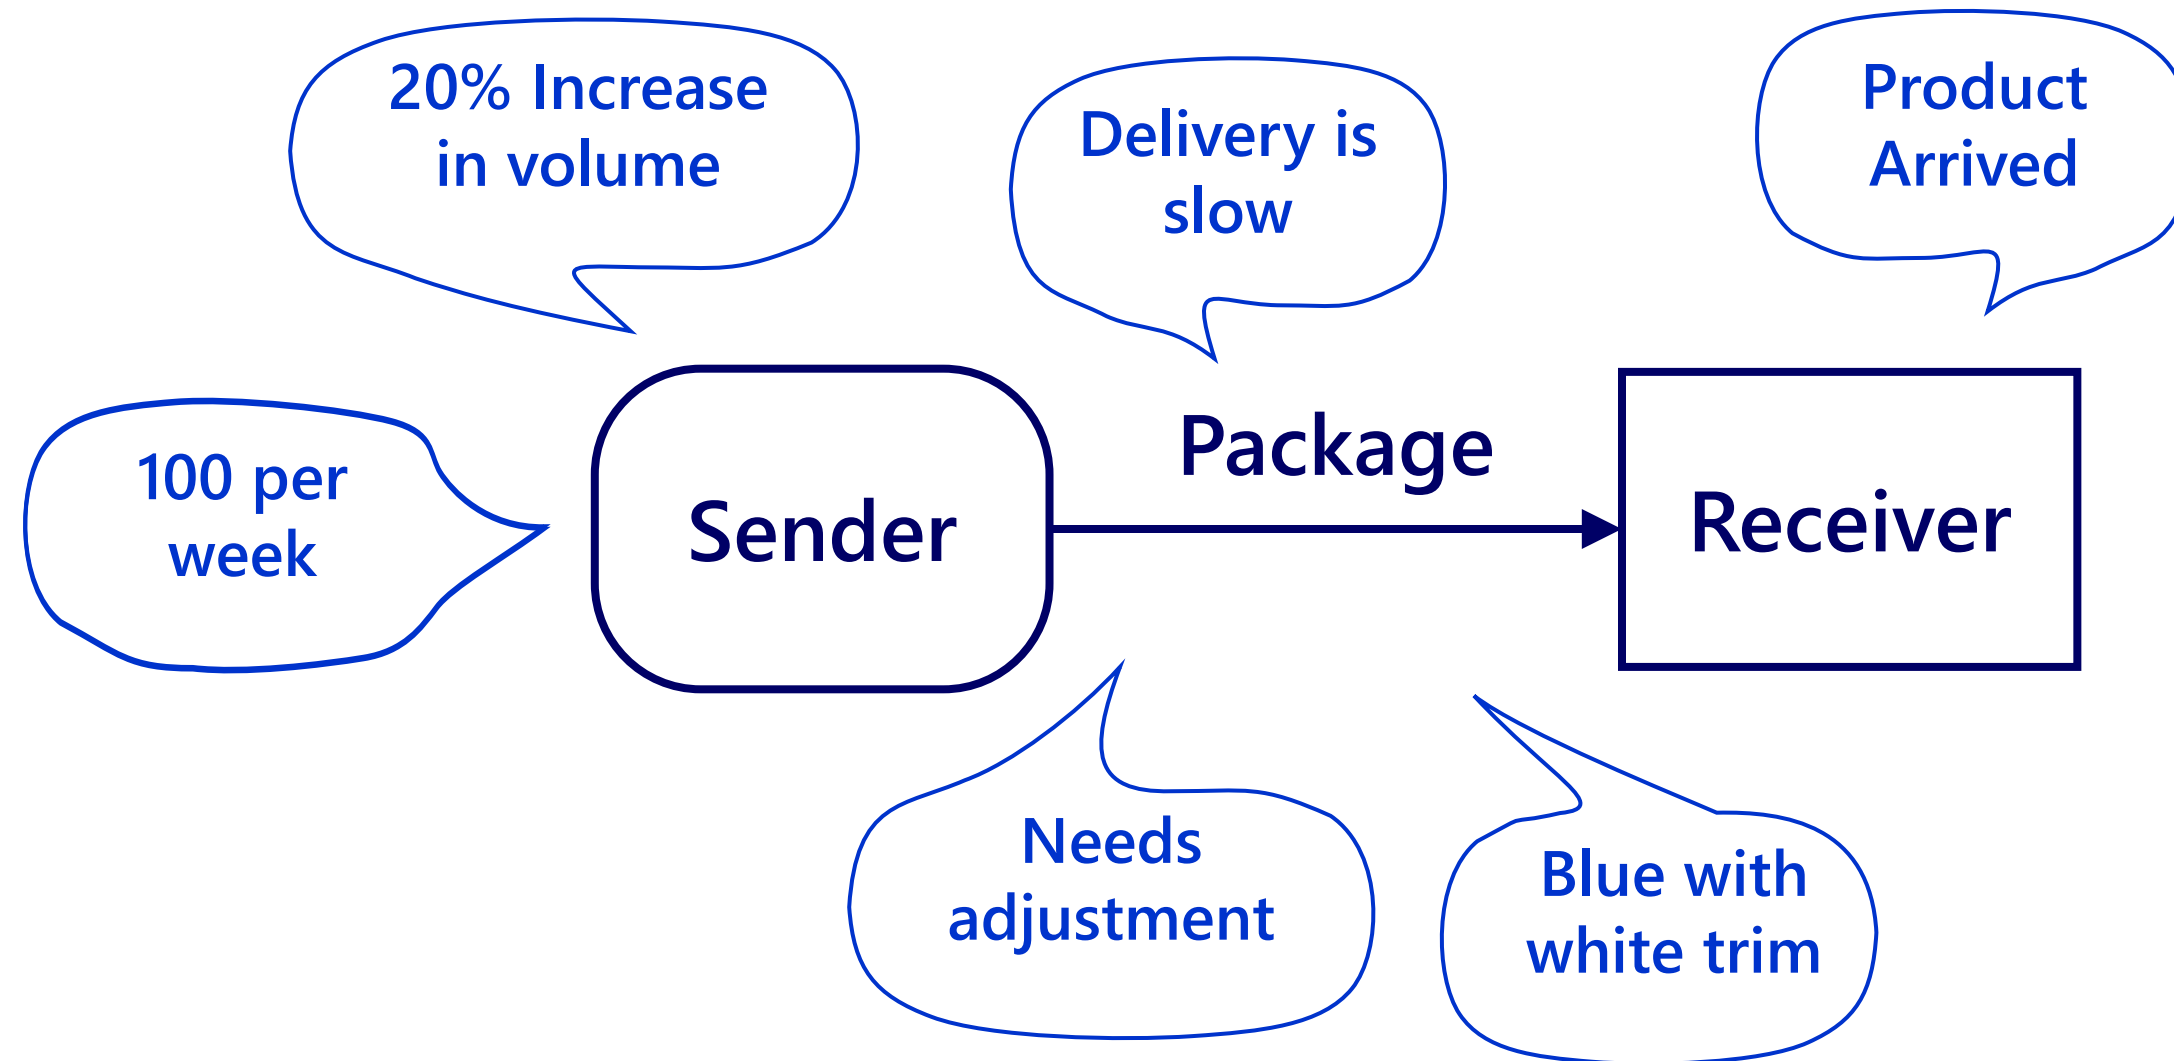 20% Increase
in volume
Delivery is
slow
Product
Arrived
100 per
week
Sender
Package
Receiver
Needs
adjustment
Blue with
white trim